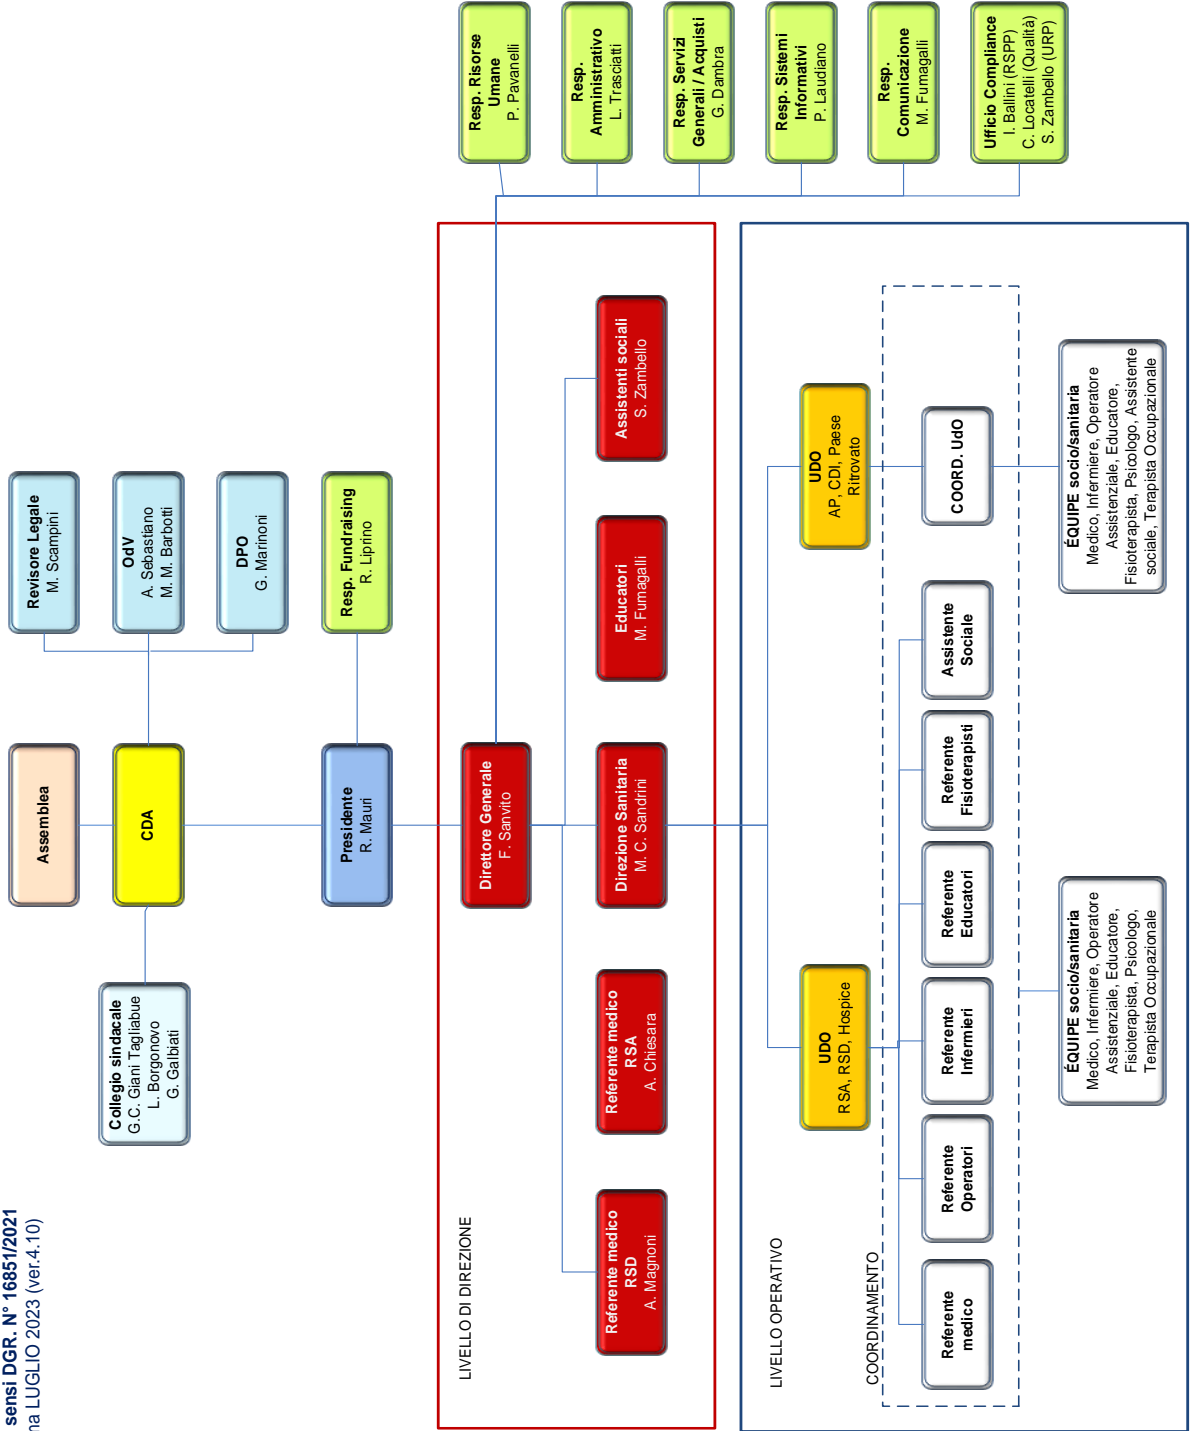 sensi DGR. N° 16851/2021
na LUGLIO 2023 (ver.4.10)
Assemblea
CDA
Collegio sindacale
G.C. Giani Tagliabue
L. Borgonovo
G. Galbiati
Revisore Legale
M. Scampini
OdV
A. Sebastiano
M. M. Barbotti
DPO
G. Marinoni
Presidente
R. Mauri
Resp. Fundraising
R. Liprino
LIVELLO DI DIREZIONE
Direttore Generale
F. Sanvito
Referente medico
RSD
A. Magnoni
Referente medico
RSA
A. Chiesara
Direzione Sanitaria
M. C. Sandrini
Educatori
M. Fumagalli
Assistenti sociali
S. Zambello
Resp. Risorse
Umane
P. Pavanelli
Resp.
Amministrativo
L. Trasciatti
Resp. Servizi
Generali / Acquisti
G. Dambra
Resp. Sistemi
Informativi
P. Laudiano
Resp.
Comunicazione
M. Fumagalli
Ufficio Compliance
I. Ballini (RSPP)
C. Locatelli (Qualità)
S. Zambello (URP)
LIVELLO OPERATIVO
UDO
RSA, RSD, Hospice
UDO
AP, CDI, Paese
Ritrovato
COORDINAMENTO
Referente
medico
Referente
Operatori
Referente
Infermieri
Referente
Educatori
Referente
Fisioterapisti
Assistente
Sociale
COORD. UdO
ÉQUIPE socio/sanitaria
Medico, Infermiere, Operatore
Assistenziale, Educatore,
Fisioterapista, Psicologo,
Terapista Occupazionale
ÉQUIPE socio/sanitaria
Medico, Infermiere, Operatore
Assistenziale, Educatore,
Fisioterapista, Psicologo, Assistente
sociale, Terapista Occupazionale